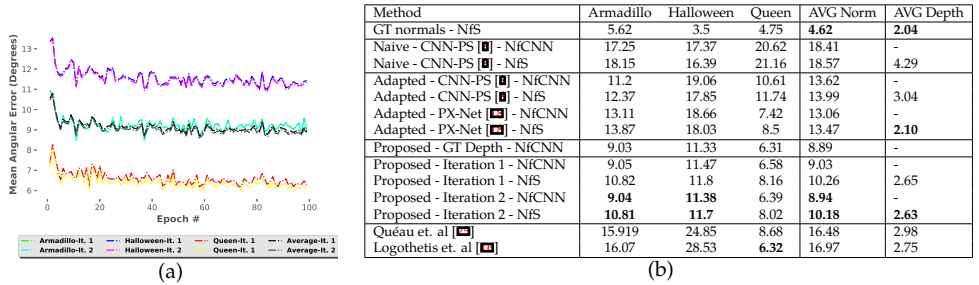 Mean Angular Error (Degrees)
13
12
11
10
9
8
7
6
0 20 40 60 80 100
Epoch #
Armadillo-It. 1 Halloween-It. 1 Queen-It. 1 Average-It. 1
Armadillo-It. 2 Halloween-It. 2 Queen-It. 2 Average-It. 2
(a)
Method Armadillo Halloween Queen AVG Norm AVG Depth
GT normals - NfS 5.62 3.5 4.75 4.62 2.04
Naive - CNN-PS [] - NfCNN 17.25 17.37 20.62 18.41 -
Naive - CNN-PS [] - NfS 18.15 16.39 21.16 18.57 4.29
Adapted - CNN-PS [] - NfCNN 11.2 19.06 10.61 13.62 -
Adapted - CNN-PS [] - NfS 12.37 17.85 11.74 13.99 3.04
Adapted - PX-Net [] - NfCNN 13.11 18.66 7.42 13.06 -
Adapted - PX-Net [] - NfS 13.87 18.03 8.5 13.47 2.10
Proposed - GT Depth - NfCNN 9.03 11.33 6.31 8.89 -
Proposed - Iteration 1 - NfCNN 9.05 11.47 6.58 9.03 -
Proposed - Iteration 1 - NfS 10.82 11.8 8.16 10.26 2.65
Proposed - Iteration 2 - NfCNN 9.04 11.38 6.39 8.94 -
Proposed - Iteration 2 - NfS 10.81 11.7 8.02 10.18 2.63
Quéau et. al [] 15.919 24.85 8.68 16.48 2.98
Logothetis et. al [] 16.07 28.53 6.32 16.97 2.75
(b)